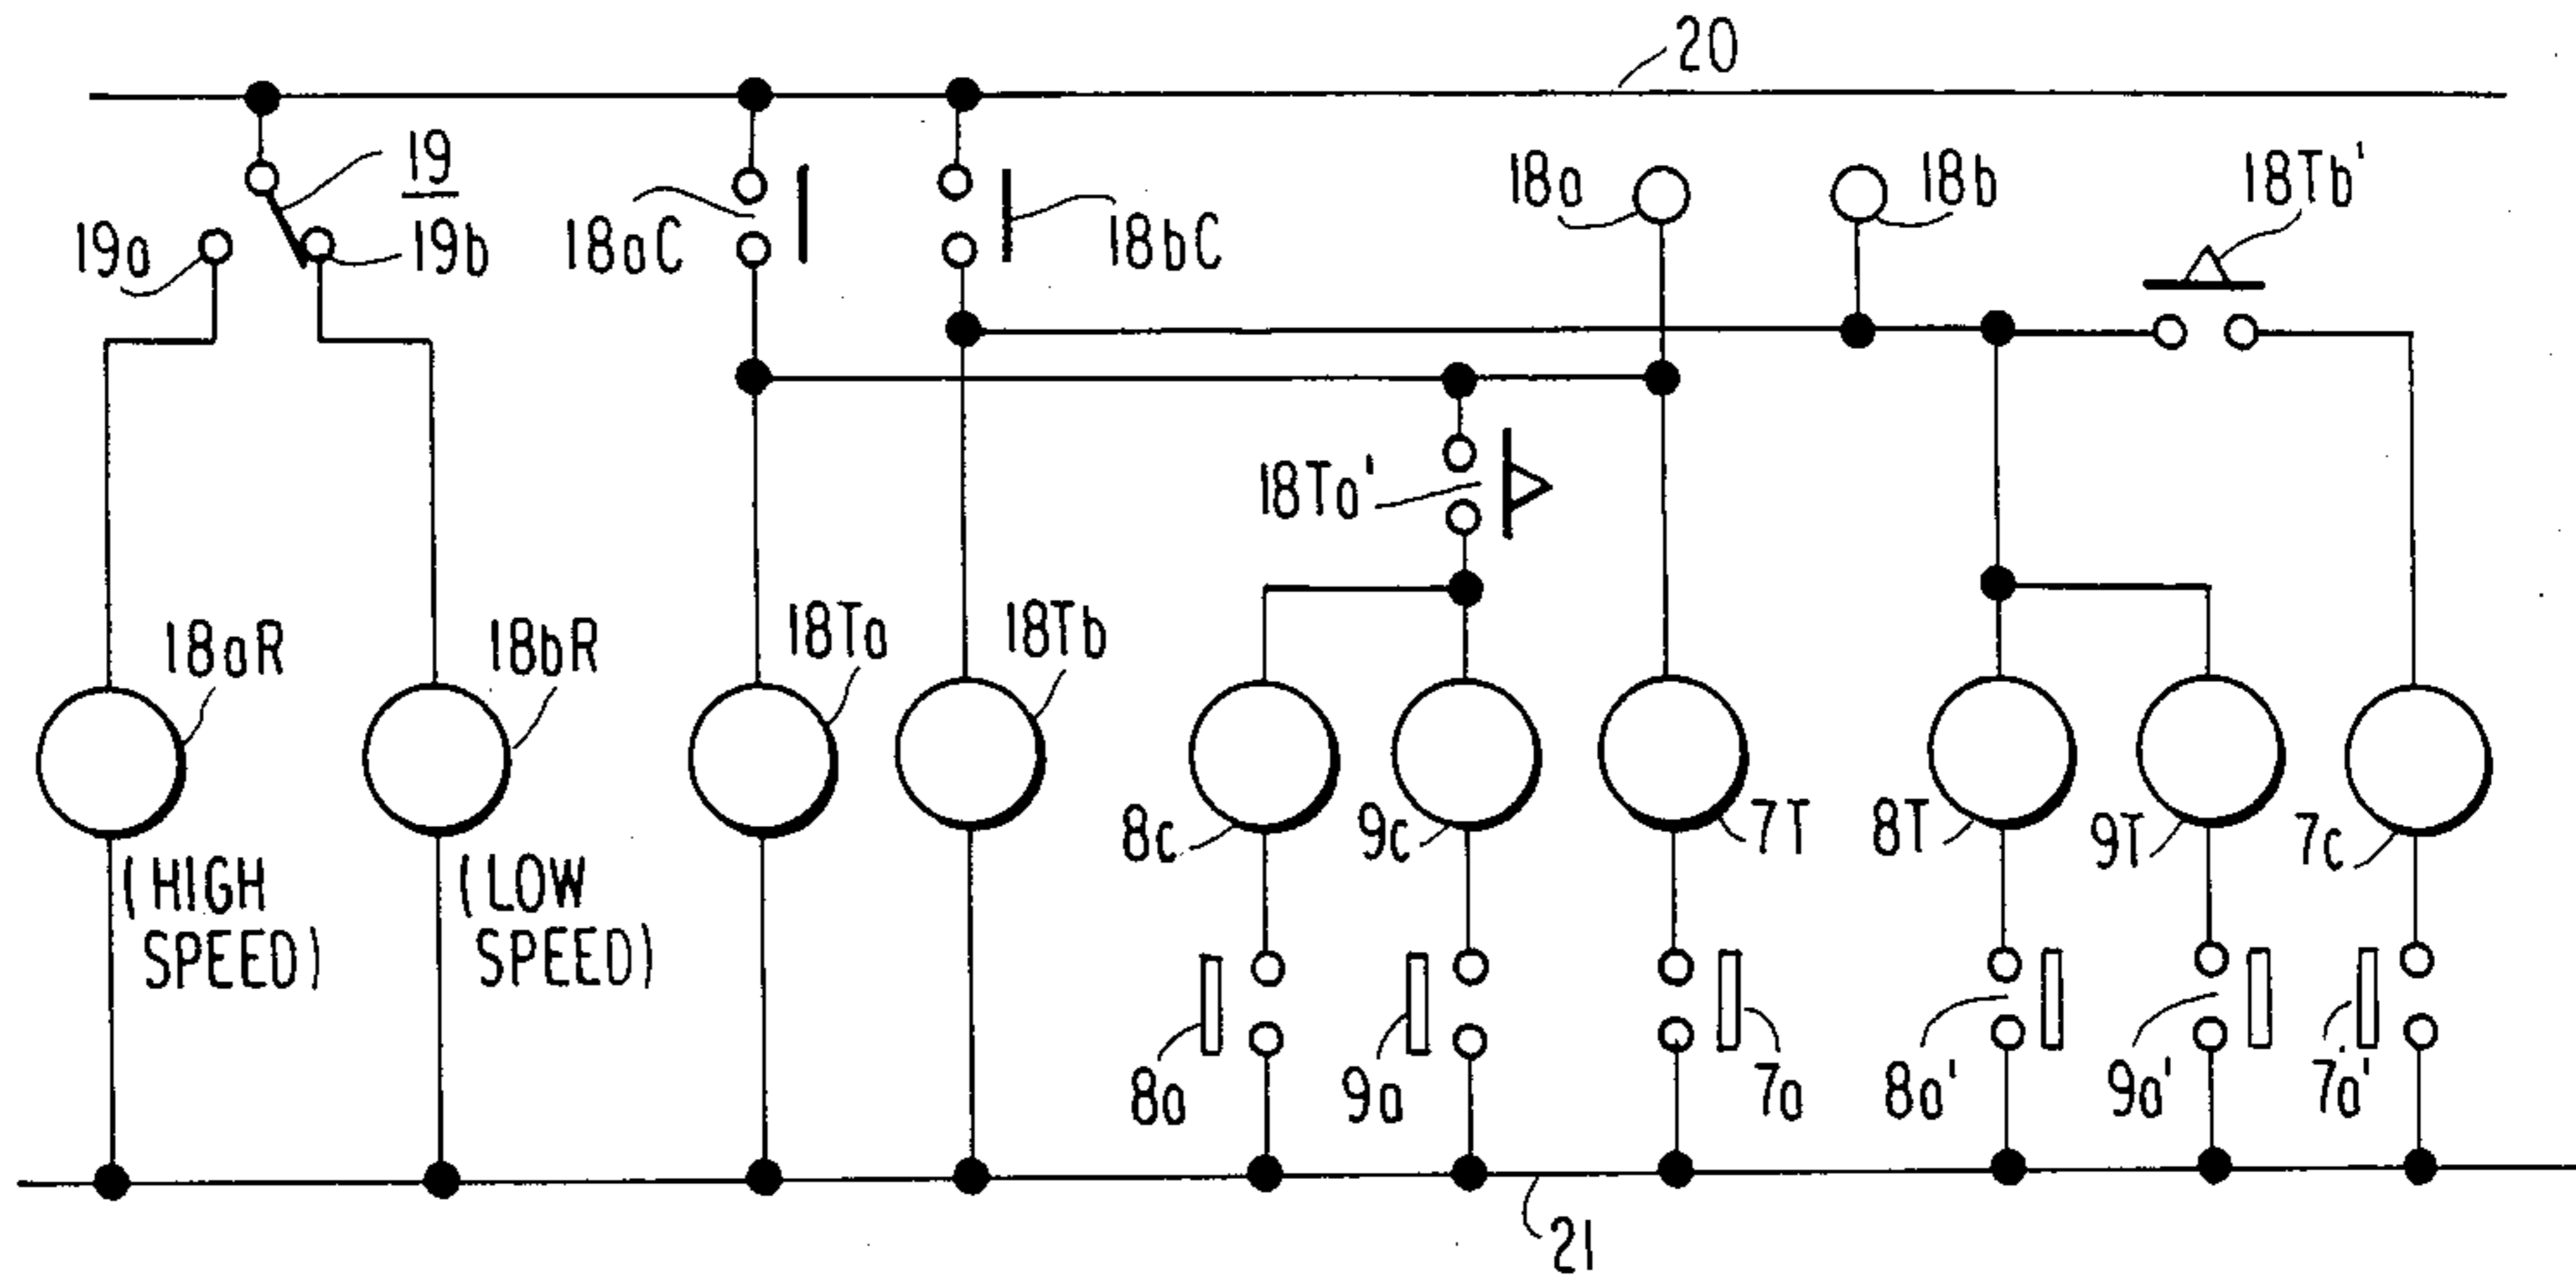 20
19
18a
18b
18Tb'
19a
19b
18aC
18bC
18Ta'
18aR
18bR
18Ta
18Tb
8c
9c
7T
8T
9T
7c
(HIGH
SPEED)
(LOW
SPEED)
8a
9a
7a
8a'
9a'
7a'
21